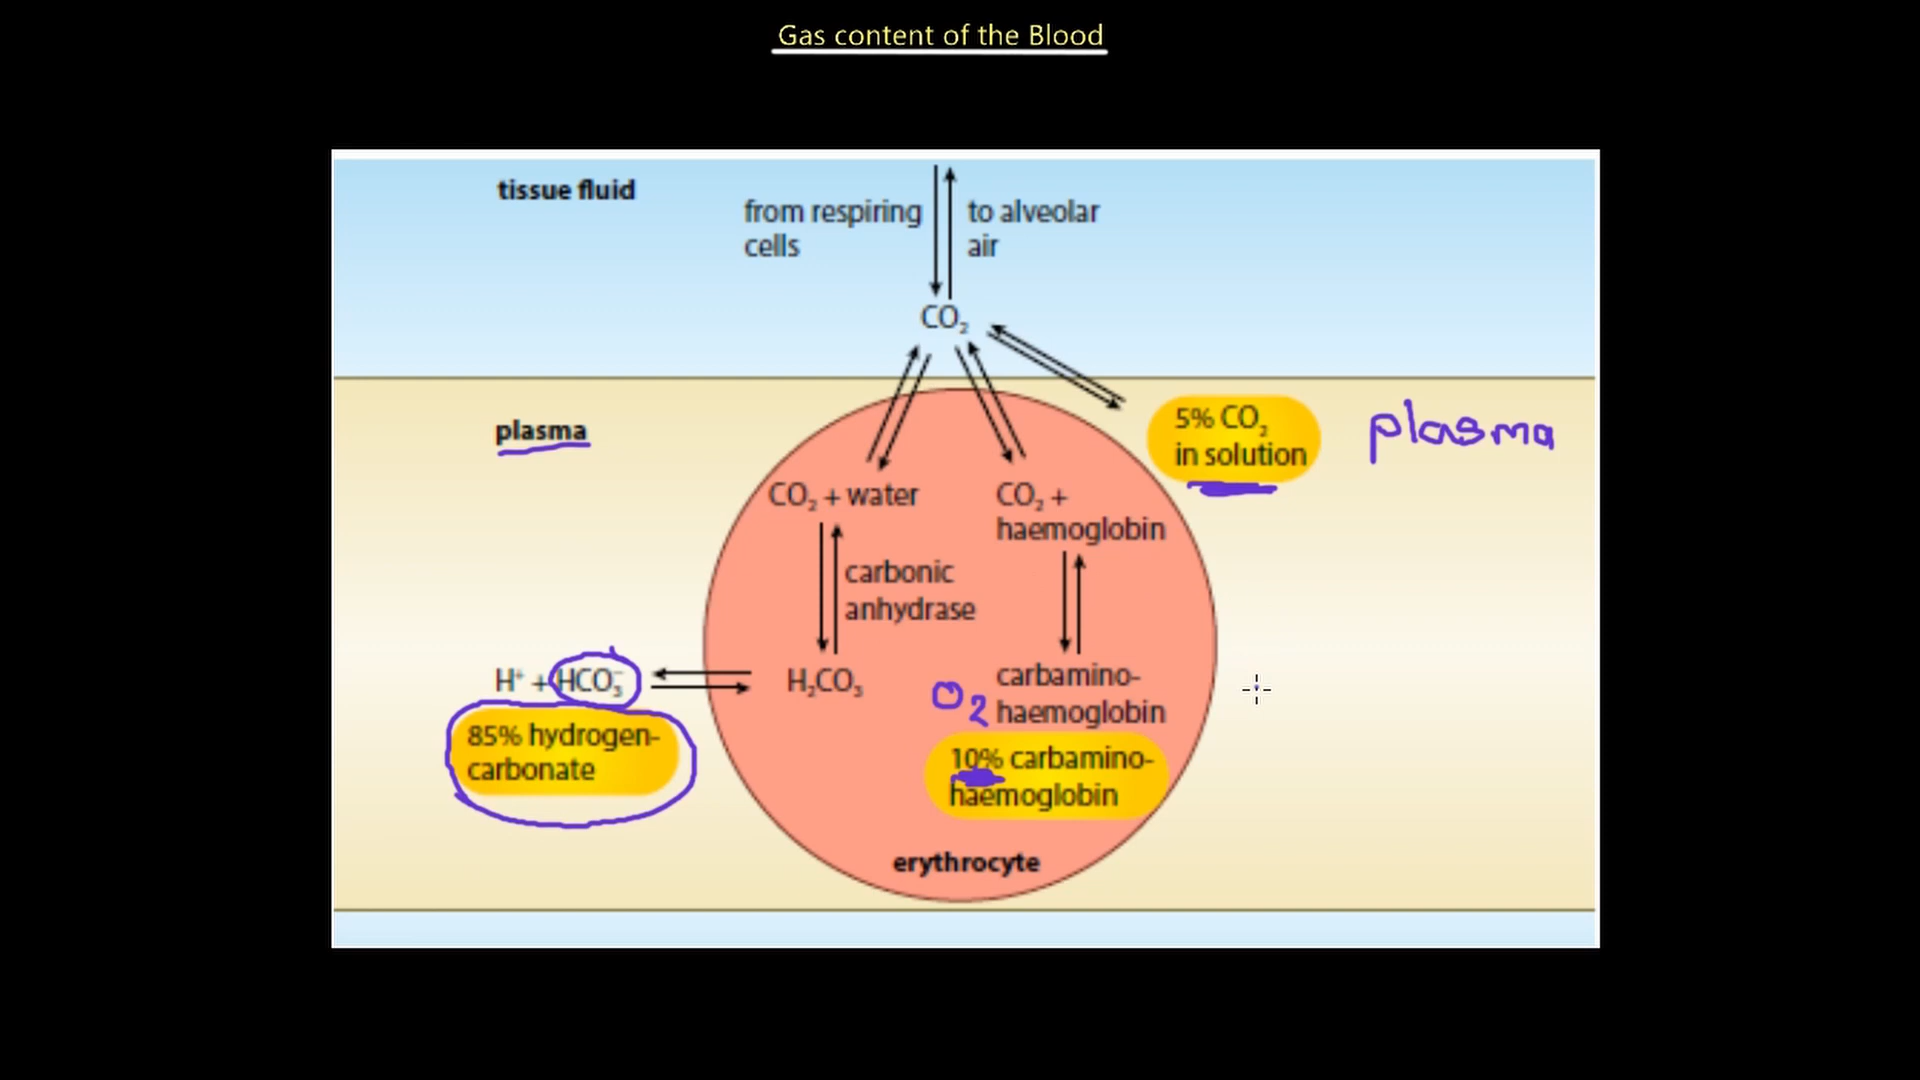 Gas content of the Blood
tissue fluid
from respiring
cells
to alveolar
air
CO₂
plasma
5% CO₂
in solution
plasma
CO₂ + water
CO₂ +
haemoglobin
carbonic
anhydrase
H⁺ + HCO₃⁻
H₂CO₃
O₂
carbamino-
haemoglobin
85% hydrogen-
carbonate
10% carbamino-
haemoglobin
erythrocyte